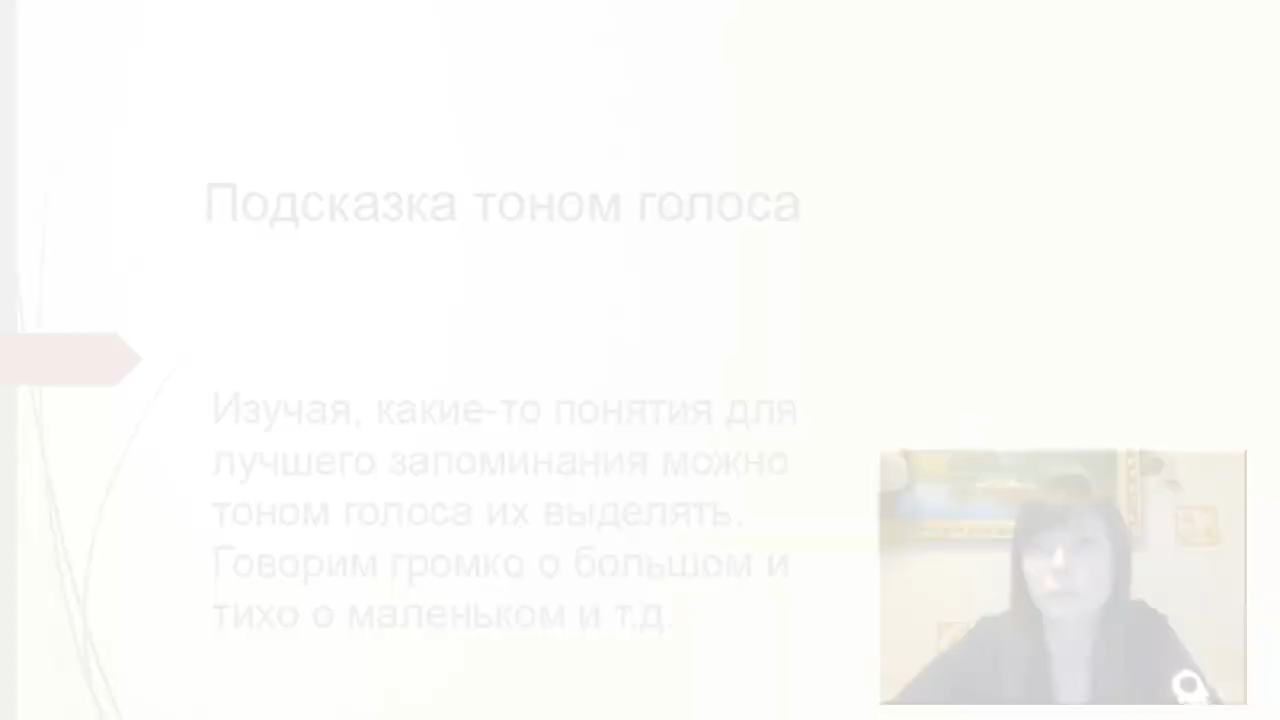 Подсказка тоном голоса
Изучая, какие-то понятия для
лучшего запоминания можно
тоном голоса их выделять.
Говорим громко о большом и
тихо о маленьком и т.д.